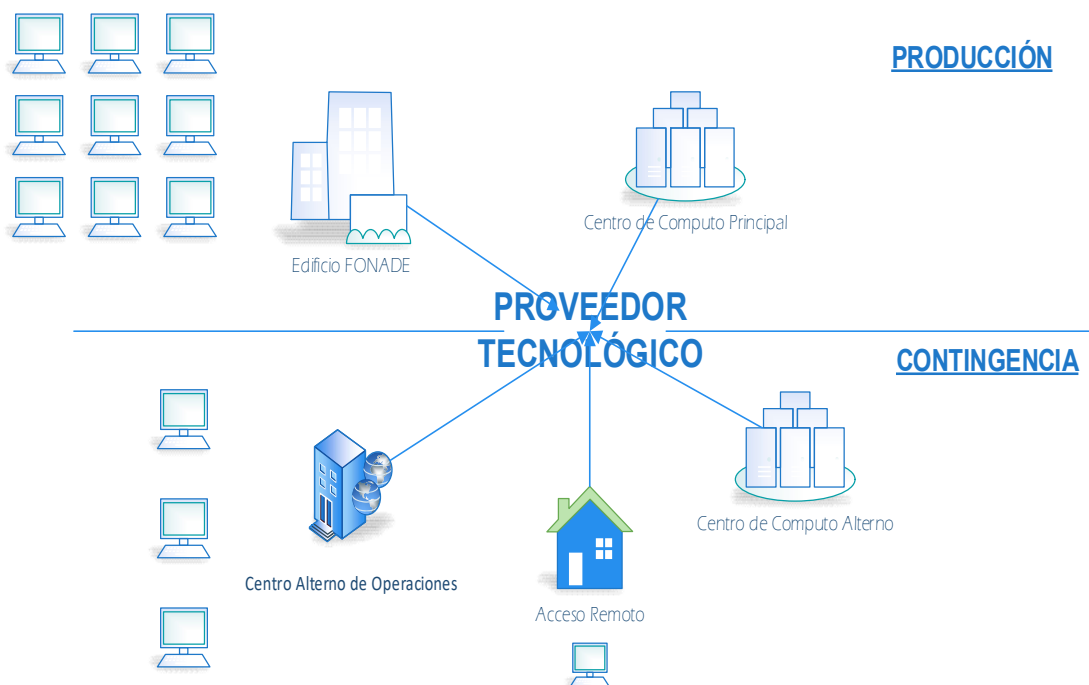 PRODUCCIÓN
Centro de Computo Principal
Edificio FONADE
PROVEEDOR
TECNOLÓGICO
CONTINGENCIA
Centro de Computo Alterno
Centro Alterno de Operaciones
Acceso Remoto